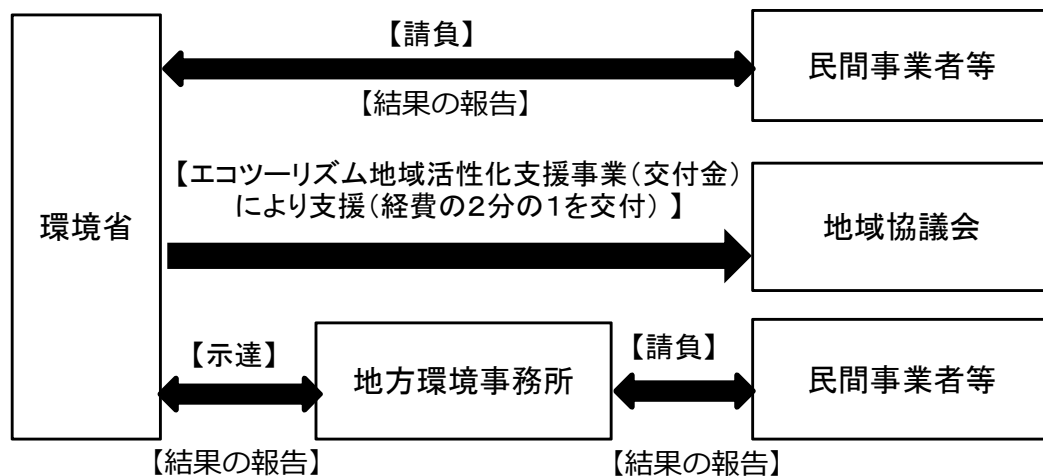 環境省
【請負】
【結果の報告】
民間事業者等
【エコツーリズム地域活性化支援事業（交付金）
により支援（経費の２分の１を交付） 】
地域協議会
【示達】
【結果の報告】
地方環境事務所
【請負】
【結果の報告】
民間事業者等